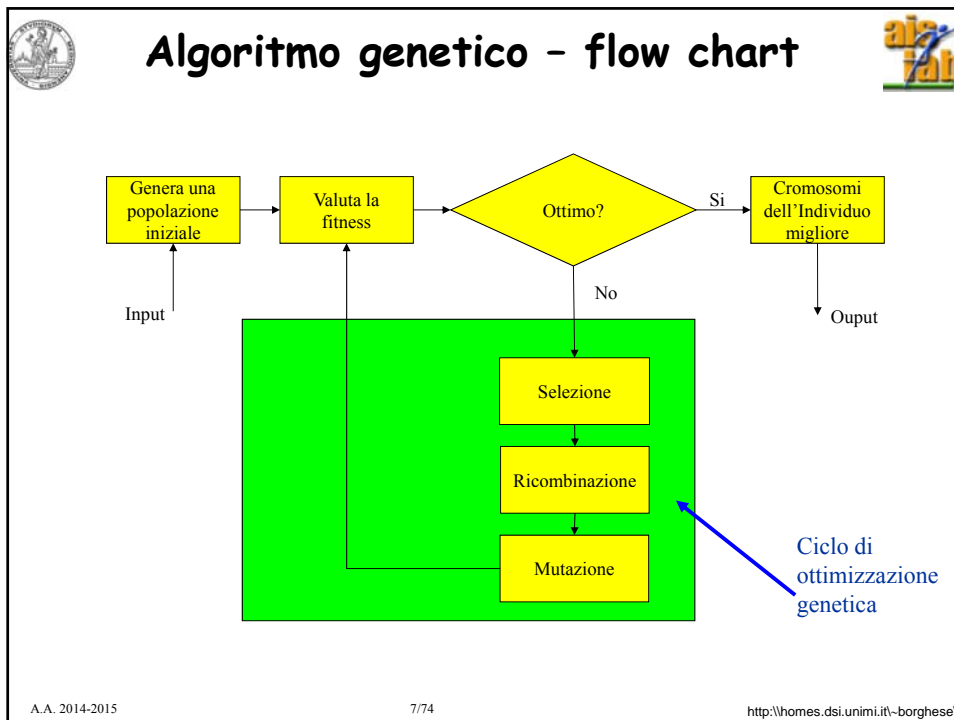 Algoritmo genetico – flow chart
Genera una
popolazione
iniziale
Valuta la
fitness
Ottimo?
Si
Cromosomi
dell'Individuo
migliore
Input
No
Ouput
Selezione
Ricombinazione
Mutazione
Ciclo di
ottimizzazione
genetica
A.A. 2014-2015
7/74
http:\\homes.dsi.unimi.it\~borghese\